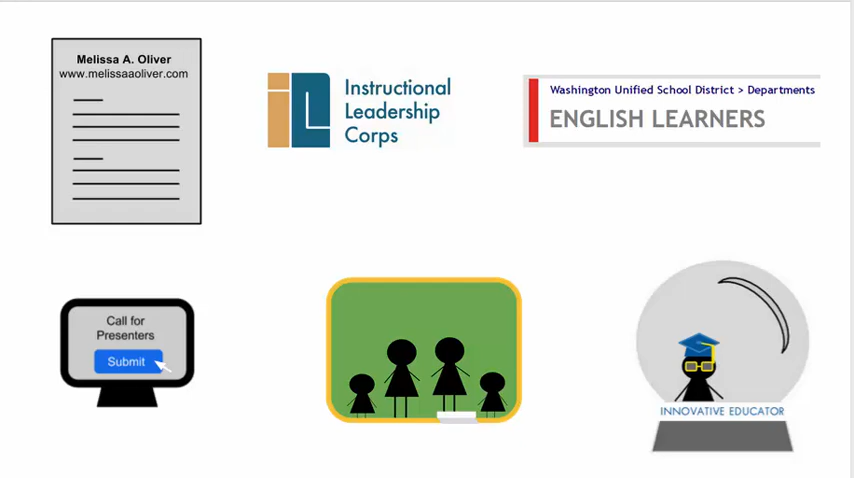 Melissa A. Oliver
www.melissaaoliver.com
iL
Instructional
Leadership
Corps
Washington Unified School District > Departments
ENGLISH LEARNERS
Call for
Presenters
Submit
INNOVATIVE EDUCATOR